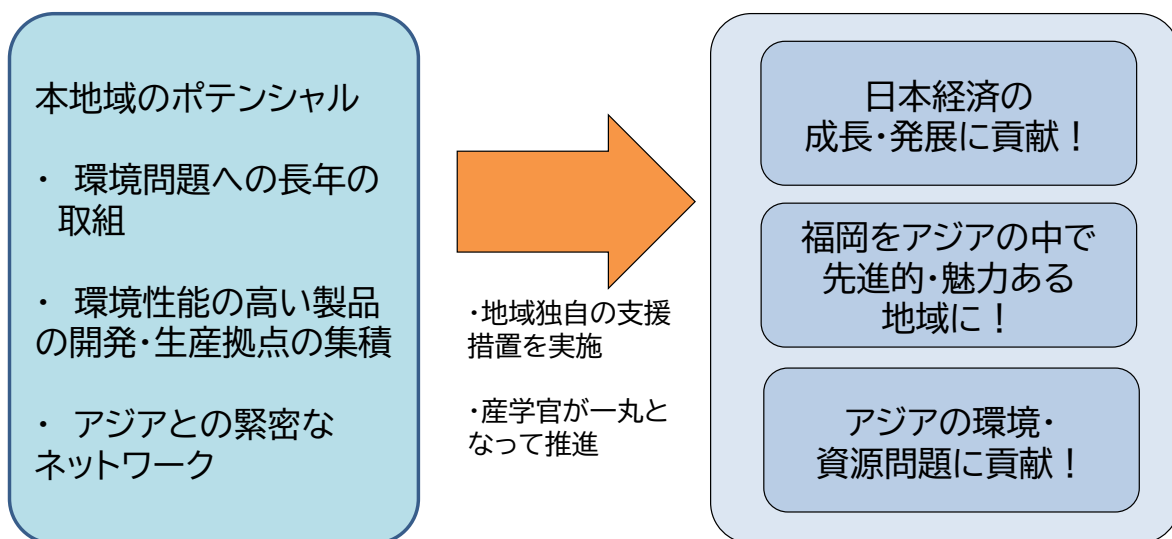 本地域のポテンシャル
・ 環境問題への長年の
取組
・ 環境性能の高い製品
の開発・生産拠点の集積
・ アジアとの緊密な
ネットワーク
・地域独自の支援
措置を実施
・産学官が一丸と
なって推進
日本経済の
成長・発展に貢献！
福岡をアジアの中で
先進的・魅力ある
地域に！
アジアの環境・
資源問題に貢献！